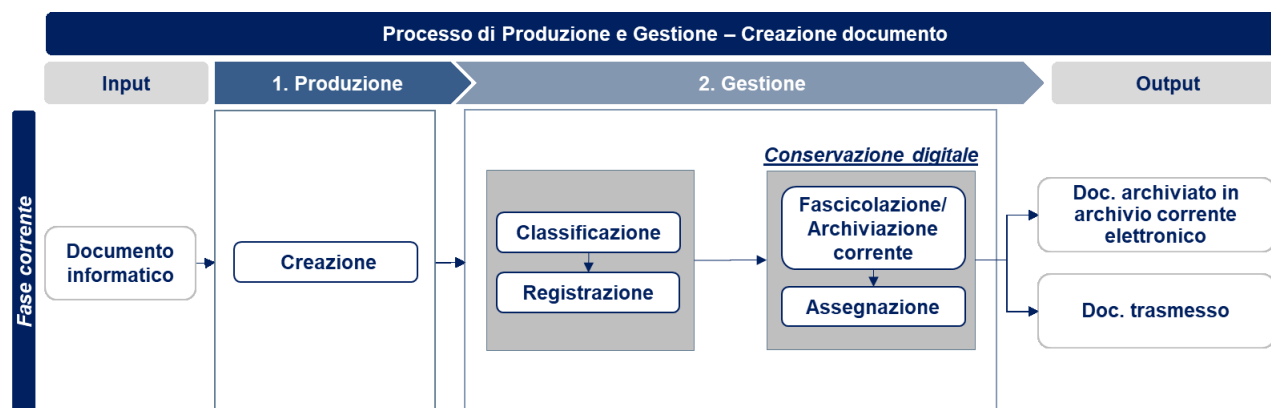 Processo di Produzione e Gestione – Creazione documento
Input
1. Produzione
2. Gestione
Output
Fase corrente
Documento
informatico
Creazione
Classificazione
Registrazione
Conservazione digitale
Fascicolazione/
Archiviazione
corrente
Assegnazione
Doc. archiviato in
archivio corrente
elettronico
Doc. trasmesso